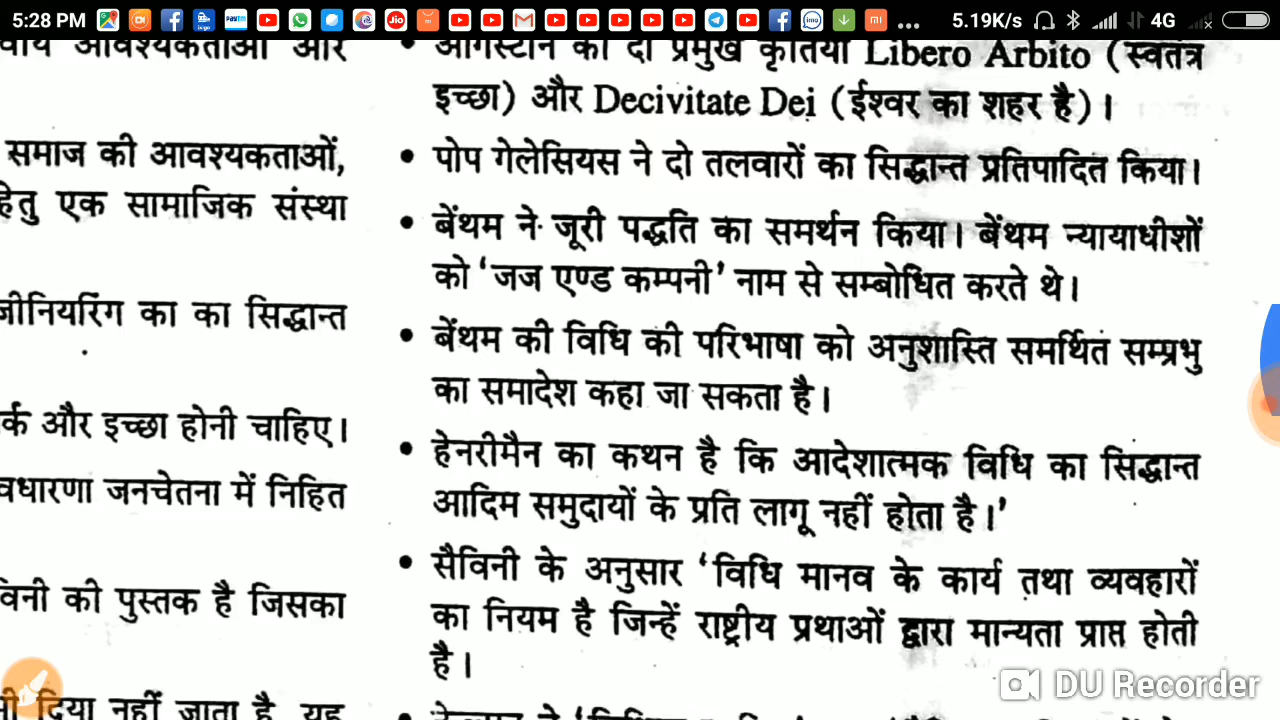 5:28 PM
5.19K/s
4G
और
समाज की आवश्यकताओं,
हेतु एक सामाजिक संस्था
जीनियरिंग का का सिद्धान्त
र्क और इच्छा होनी चाहिए।
वधारणा जनचेतना में निहित
विनी की पुस्तक है जिसका
दिया नहीं जाता है, यह
• ऑगस्टीन की दो प्रमुख कृतियाँ Libero Arbito (स्वतंत्र
इच्छा) और Decivitate Dei (ईश्वर का शहर है)।
• पोप गेलेसियस ने दो तलवारों का सिद्धान्त प्रतिपादित किया।
• बेंथम ने जूरी पद्धति का समर्थन किया। बेंथम न्यायाधीशों
को ‘जज एण्ड कम्पनी’ नाम से सम्बोधित करते थे।
• बेंथम की विधि की परिभाषा को अनुशास्ति समर्थित सम्प्रभु
का समादेश कहा जा सकता है।
• हेनरीमैन का कथन है कि आदेशात्मक विधि का सिद्धान्त
आदिम समुदायों के प्रति लागू नहीं होता है।’
• सैविनी के अनुसार ‘विधि मानव के कार्य तथा व्यवहारों
का नियम है जिन्हें राष्ट्रीय प्रथाओं द्वारा मान्यता प्राप्त होती
है।
DU Recorder